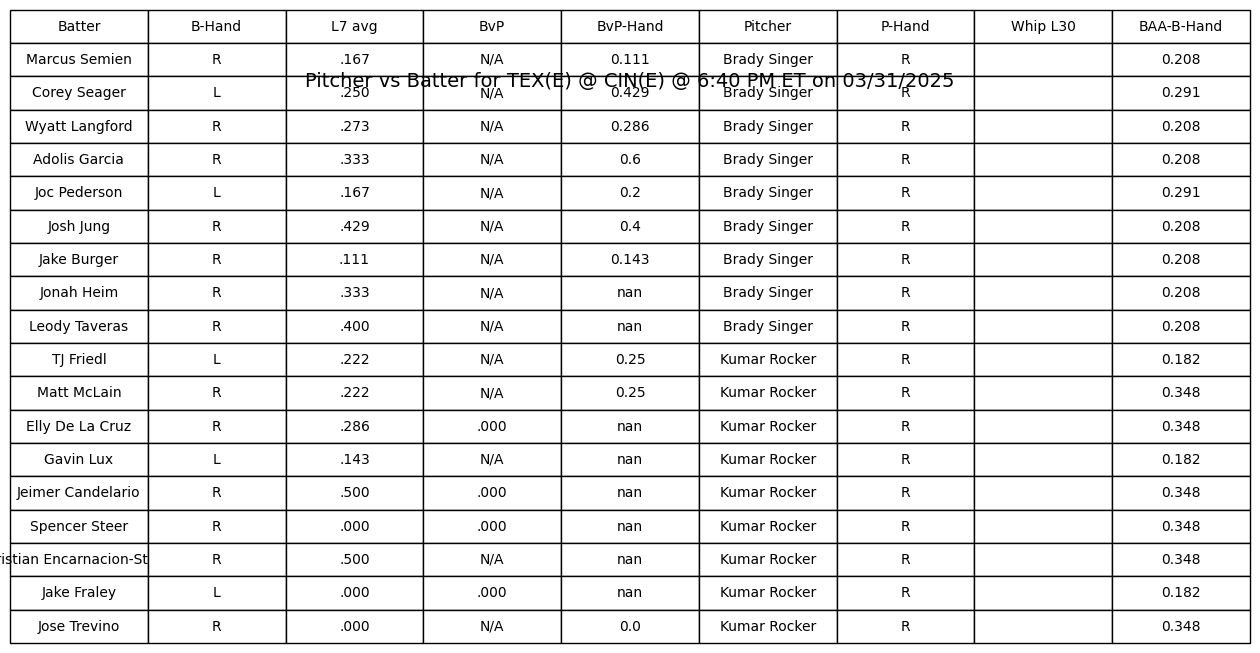 Batter B-Hand L7 avg BvP BvP-Hand Pitcher P-Hand Whip L30 BAA-B-Hand
Marcus Semien R .167 N/A 0.111 Brady Singer R 0.208
Pitcher vs Batter for TEX(E) @ CIN(E) @ 6:40 PM ET on 03/31/2025
Corey Seager L .250 N/A 0.429 Brady Singer R 0.291
Wyatt Langford R .273 N/A 0.286 Brady Singer R 0.208
Adolis Garcia R .333 N/A 0.6 Brady Singer R 0.208
Joc Pederson L .167 N/A 0.2 Brady Singer R 0.291
Josh Jung R .429 N/A 0.4 Brady Singer R 0.208
Jake Burger R .111 N/A 0.143 Brady Singer R 0.208
Jonah Heim R .333 N/A nan Brady Singer R 0.208
Leody Taveras R .400 N/A nan Brady Singer R 0.208
TJ Friedl L .222 N/A 0.25 Kumar Rocker R 0.182
Matt McLain R .222 N/A 0.25 Kumar Rocker R 0.348
Elly De La Cruz R .286 .000 nan Kumar Rocker R 0.348
Gavin Lux L .143 N/A nan Kumar Rocker R 0.182
Jeimer Candelario R .500 .000 nan Kumar Rocker R 0.348
Spencer Steer R .000 .000 nan Kumar Rocker R 0.348
ristian Encarnacion-St R .500 N/A nan Kumar Rocker R 0.348
Jake Fraley L .000 .000 nan Kumar Rocker R 0.182
Jose Trevino R .000 N/A 0.0 Kumar Rocker R 0.348